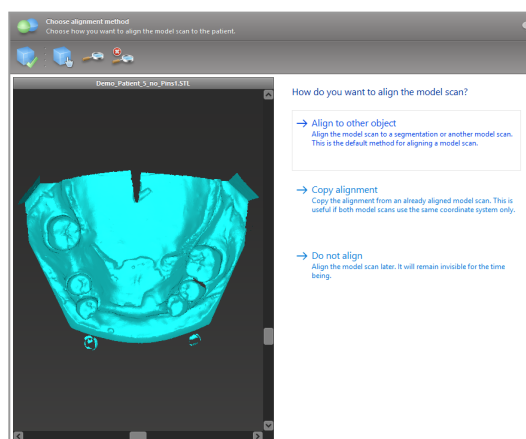 Choose alignment method
Choose how you want to align the model scan to the patient.
Demo_Patient_5_no_Pins1.STL
How do you want to align the model scan?
Align to other object
Align the model scan to a segmentation or another model scan.
This is the default method for aligning a model scan.
Copy alignment
Copy the alignment from an already aligned model scan. This is
useful if both model scans use the same coordinate system only.
Do not align
Align the model scan later. It will remain invisible for the time
being.